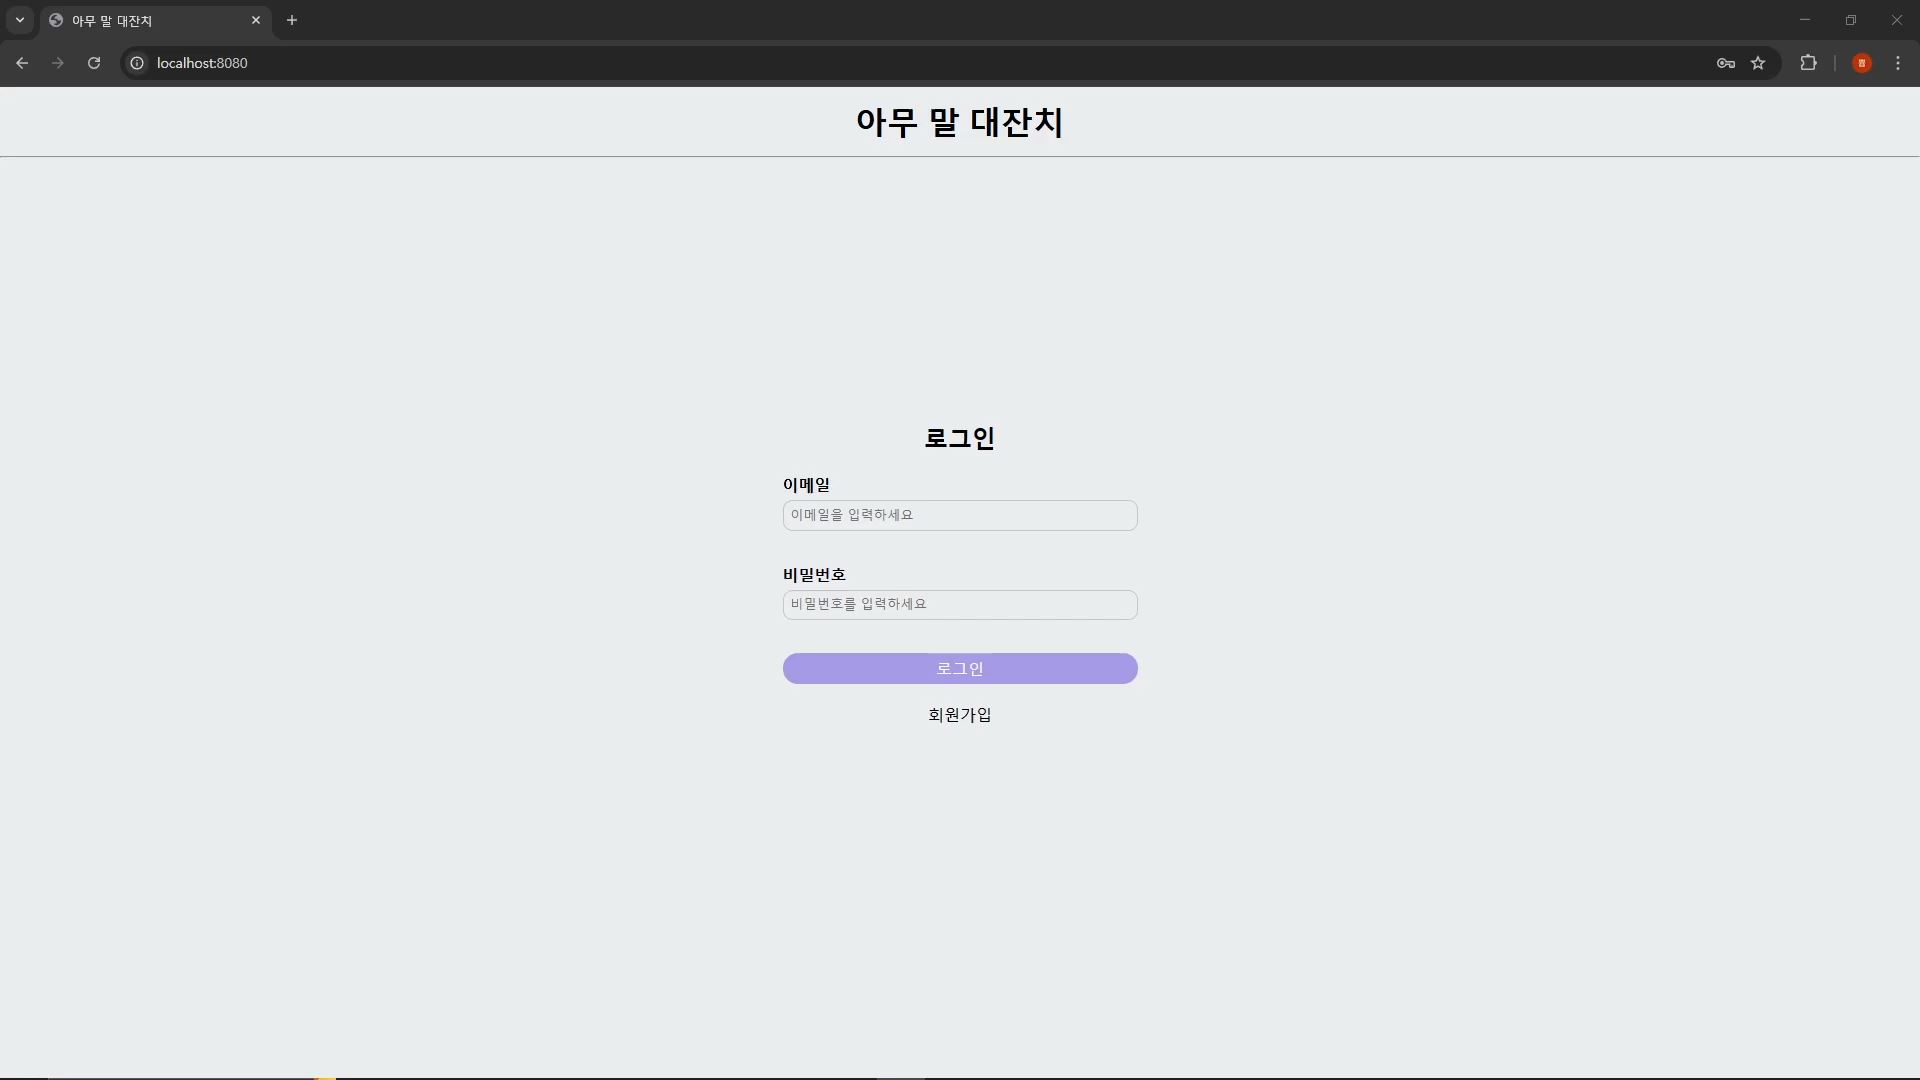 아무 말 대잔치
localhost:8080
아무 말 대잔치
로그인
이메일
이메일을 입력하세요
비밀번호
비밀번호를 입력하세요
로그인
회원가입